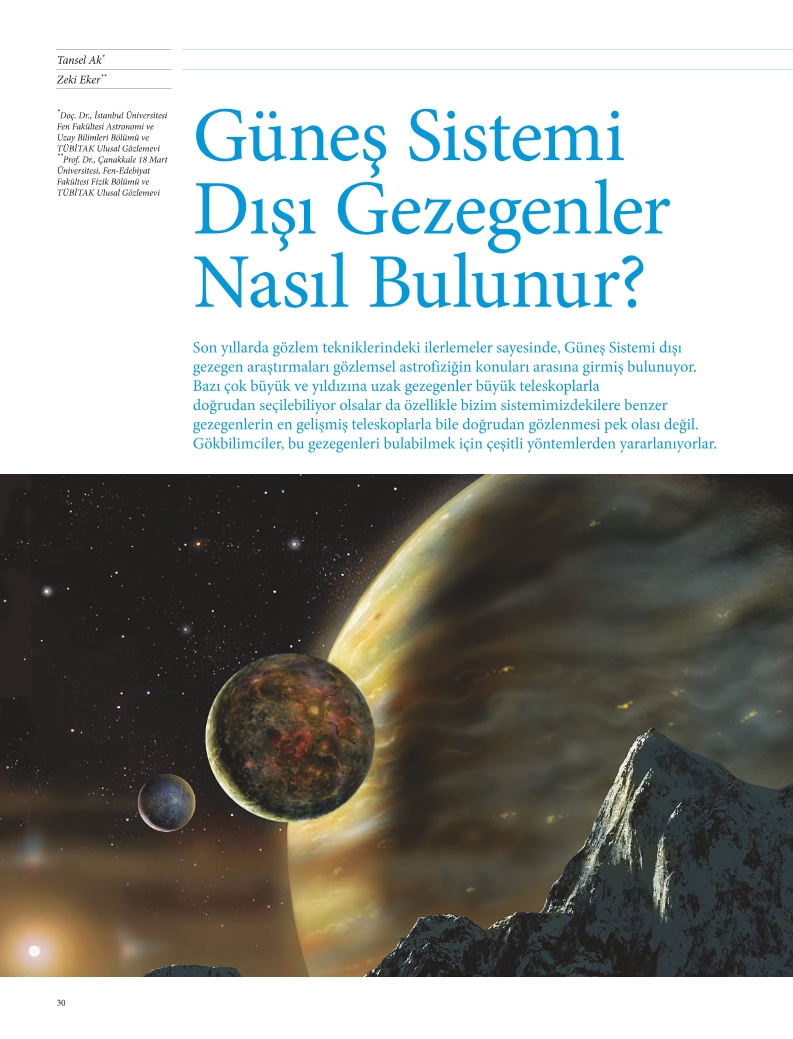 Tansel Ak*
Zeki Eker**
*Doç. Dr., İstanbul Üniversitesi
Fen Fakültesi Astronomi ve
Uzay Bilimleri Bölümü ve
TÜBİTAK Ulusal Gözlemevi
**Prof. Dr., Çanakkale 18 Mart
Üniversitesi, Fen-Edebiyat
Fakültesi Fizik Bölümü ve
TÜBİTAK Ulusal Gözlemevi
Güneş Sistemi
Dışı Gezegenler
Nasıl Bulunur?
Son yıllarda gözlem tekniklerindeki ilerlemeler sayesinde, Güneş Sistemi dışı
gezegen araştırmaları gözlemsel astrofiziğin konuları arasına girmiş bulunuyor.
Bazı çok büyük ve yıldızına uzak gezegenler büyük teleskoplarla
doğrudan seçilebiliyor olsalar da özellikle bizim sistemimizdekilere benzer
gezegenlerin en gelişmiş teleskoplarla bile doğrudan gözlenmesi pek olası değil.
Gökbilimciler, bu gezegenleri bulabilmek için çeşitli yöntemlerden yararlanıyorlar.
30